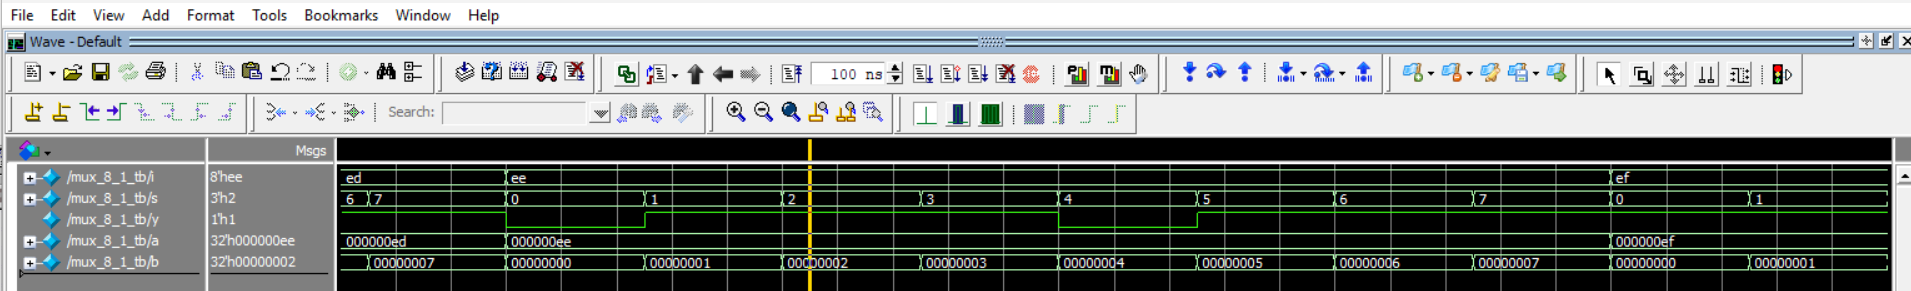 File Edit View Add Format Tools Bookmarks Window Help
Wave - Default
100 ns
Search:
Msgs
/mux_8_1_tb/i 8'hee ed ee ef
/mux_8_1_tb/s 3'h2 6 7 0 1 2 3 4 5 6 7 0 1
/mux_8_1_tb/y 1'h1
/mux_8_1_tb/a 32'h000000ee 000000ed 000000ee 000000ef
/mux_8_1_tb/b 32'h00000002 00000007 00000000 00000001 00000002 00000003 00000004 00000005 00000006 00000007 00000000 00000001